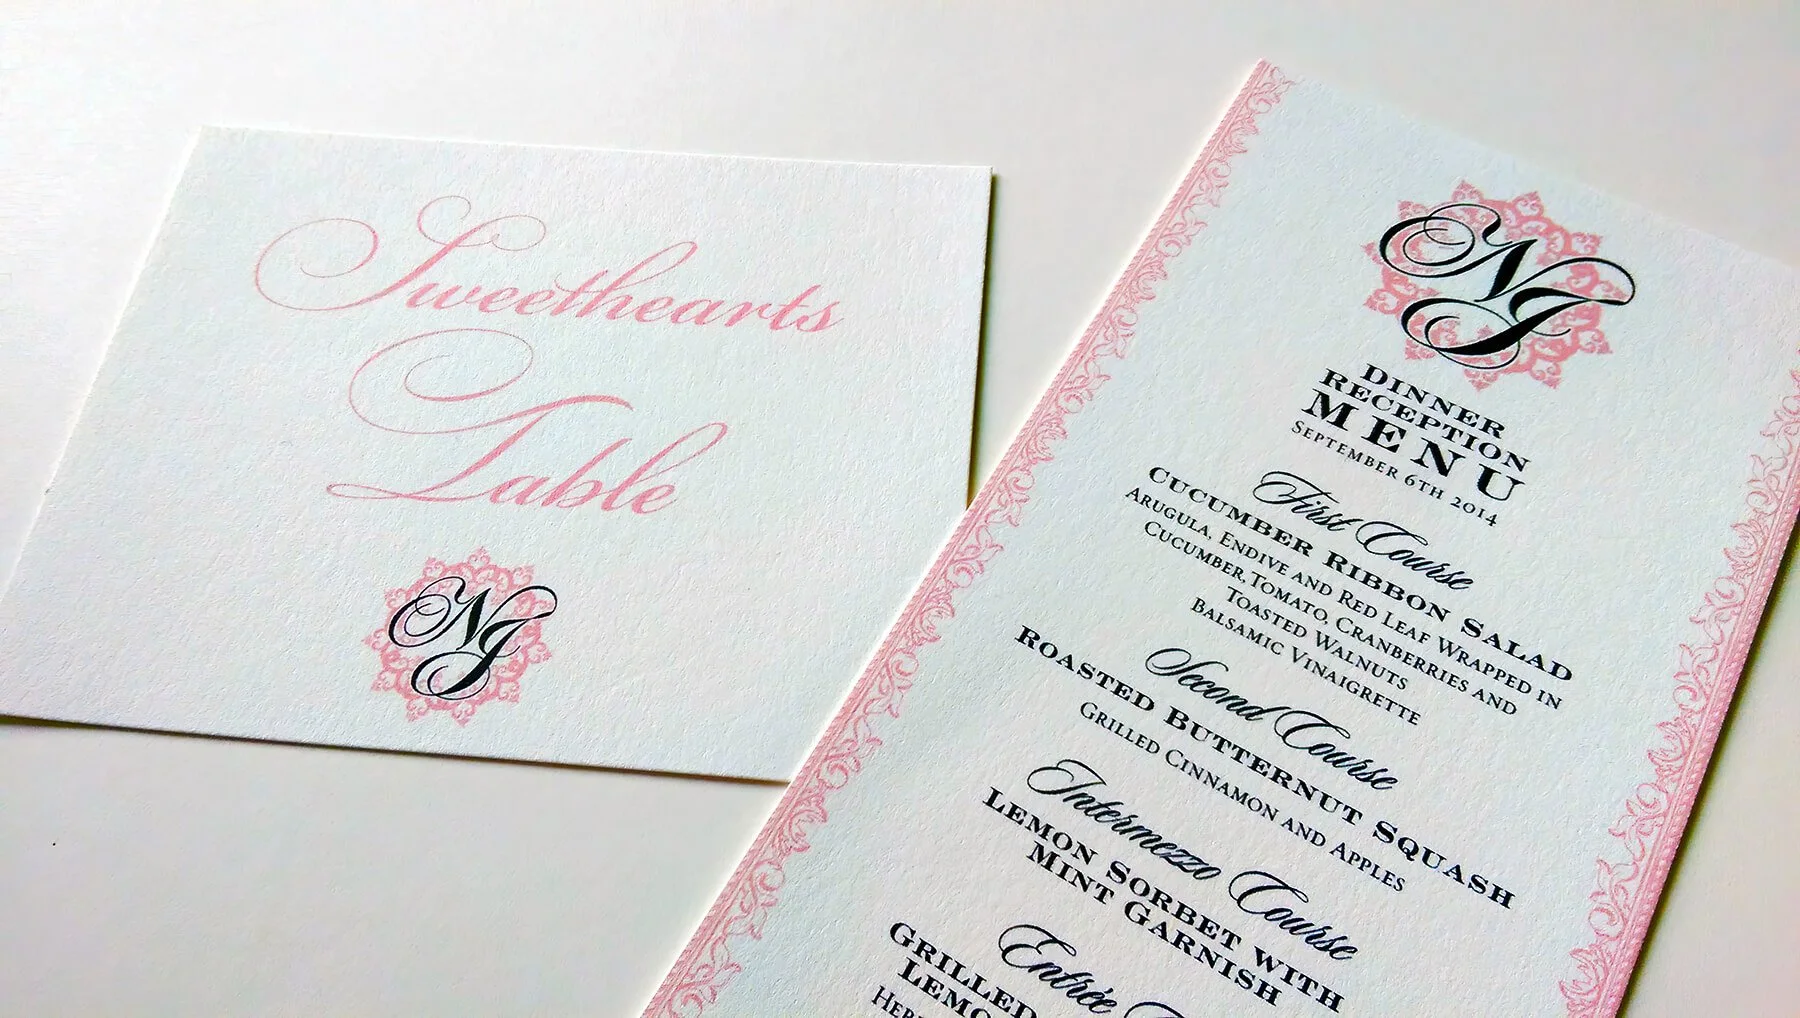 Sweethearts
Table
NJ
NJ
DINNER
RECEPTION
MENU
SEPTEMBER 6TH 2014
First Course
CUCUMBER RIBBON SALAD
ARUGULA, ENDIVE AND RED LEAF WRAPPED IN
CUCUMBER, TOMATO, CRANBERRIES AND
TOASTED WALNUTS
BALSAMIC VINAIGRETTE
Second Course
ROASTED BUTTERNUT SQUASH
GRILLED CINNAMON AND APPLES
Intermezzo Course
LEMON SORBET WITH
MINT GARNISH
Entrée
GRILLED